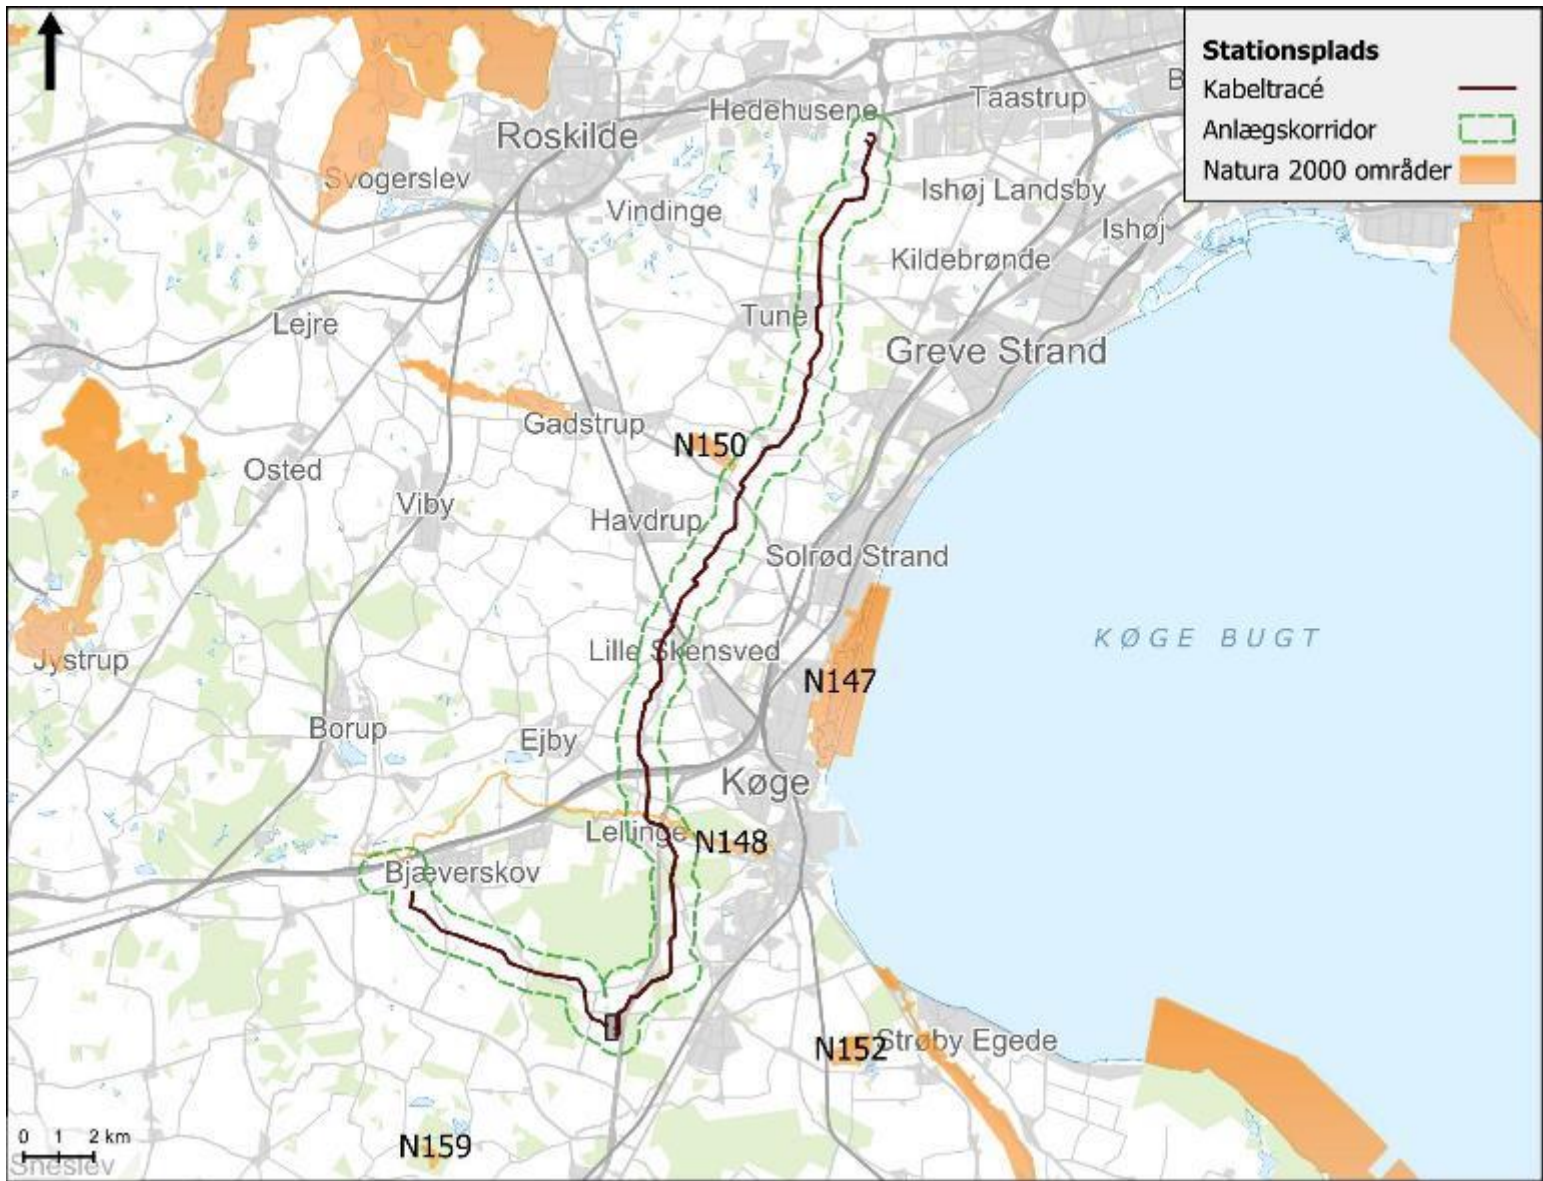 Stationsplads
Kabeltracé
Anlægskorridor
Natura 2000 områder
B
Taastrup
Hedehusene
Roskilde
Svogerslev
Ishøj Landsby
Vindinge
Ishøj
Kildebrønde
Tune
Lejre
Greve Strand
Gadstrup
N150
Osted
Viby
Havdrup
Solrød Strand
KØGE BUGT
Lille Skensved
Jystrup
N147
Borup
Ejby
Køge
Lellinge
N148
Bjæverskov
Strøby Egede
N152
N159
0 1 2 km
Sneslev